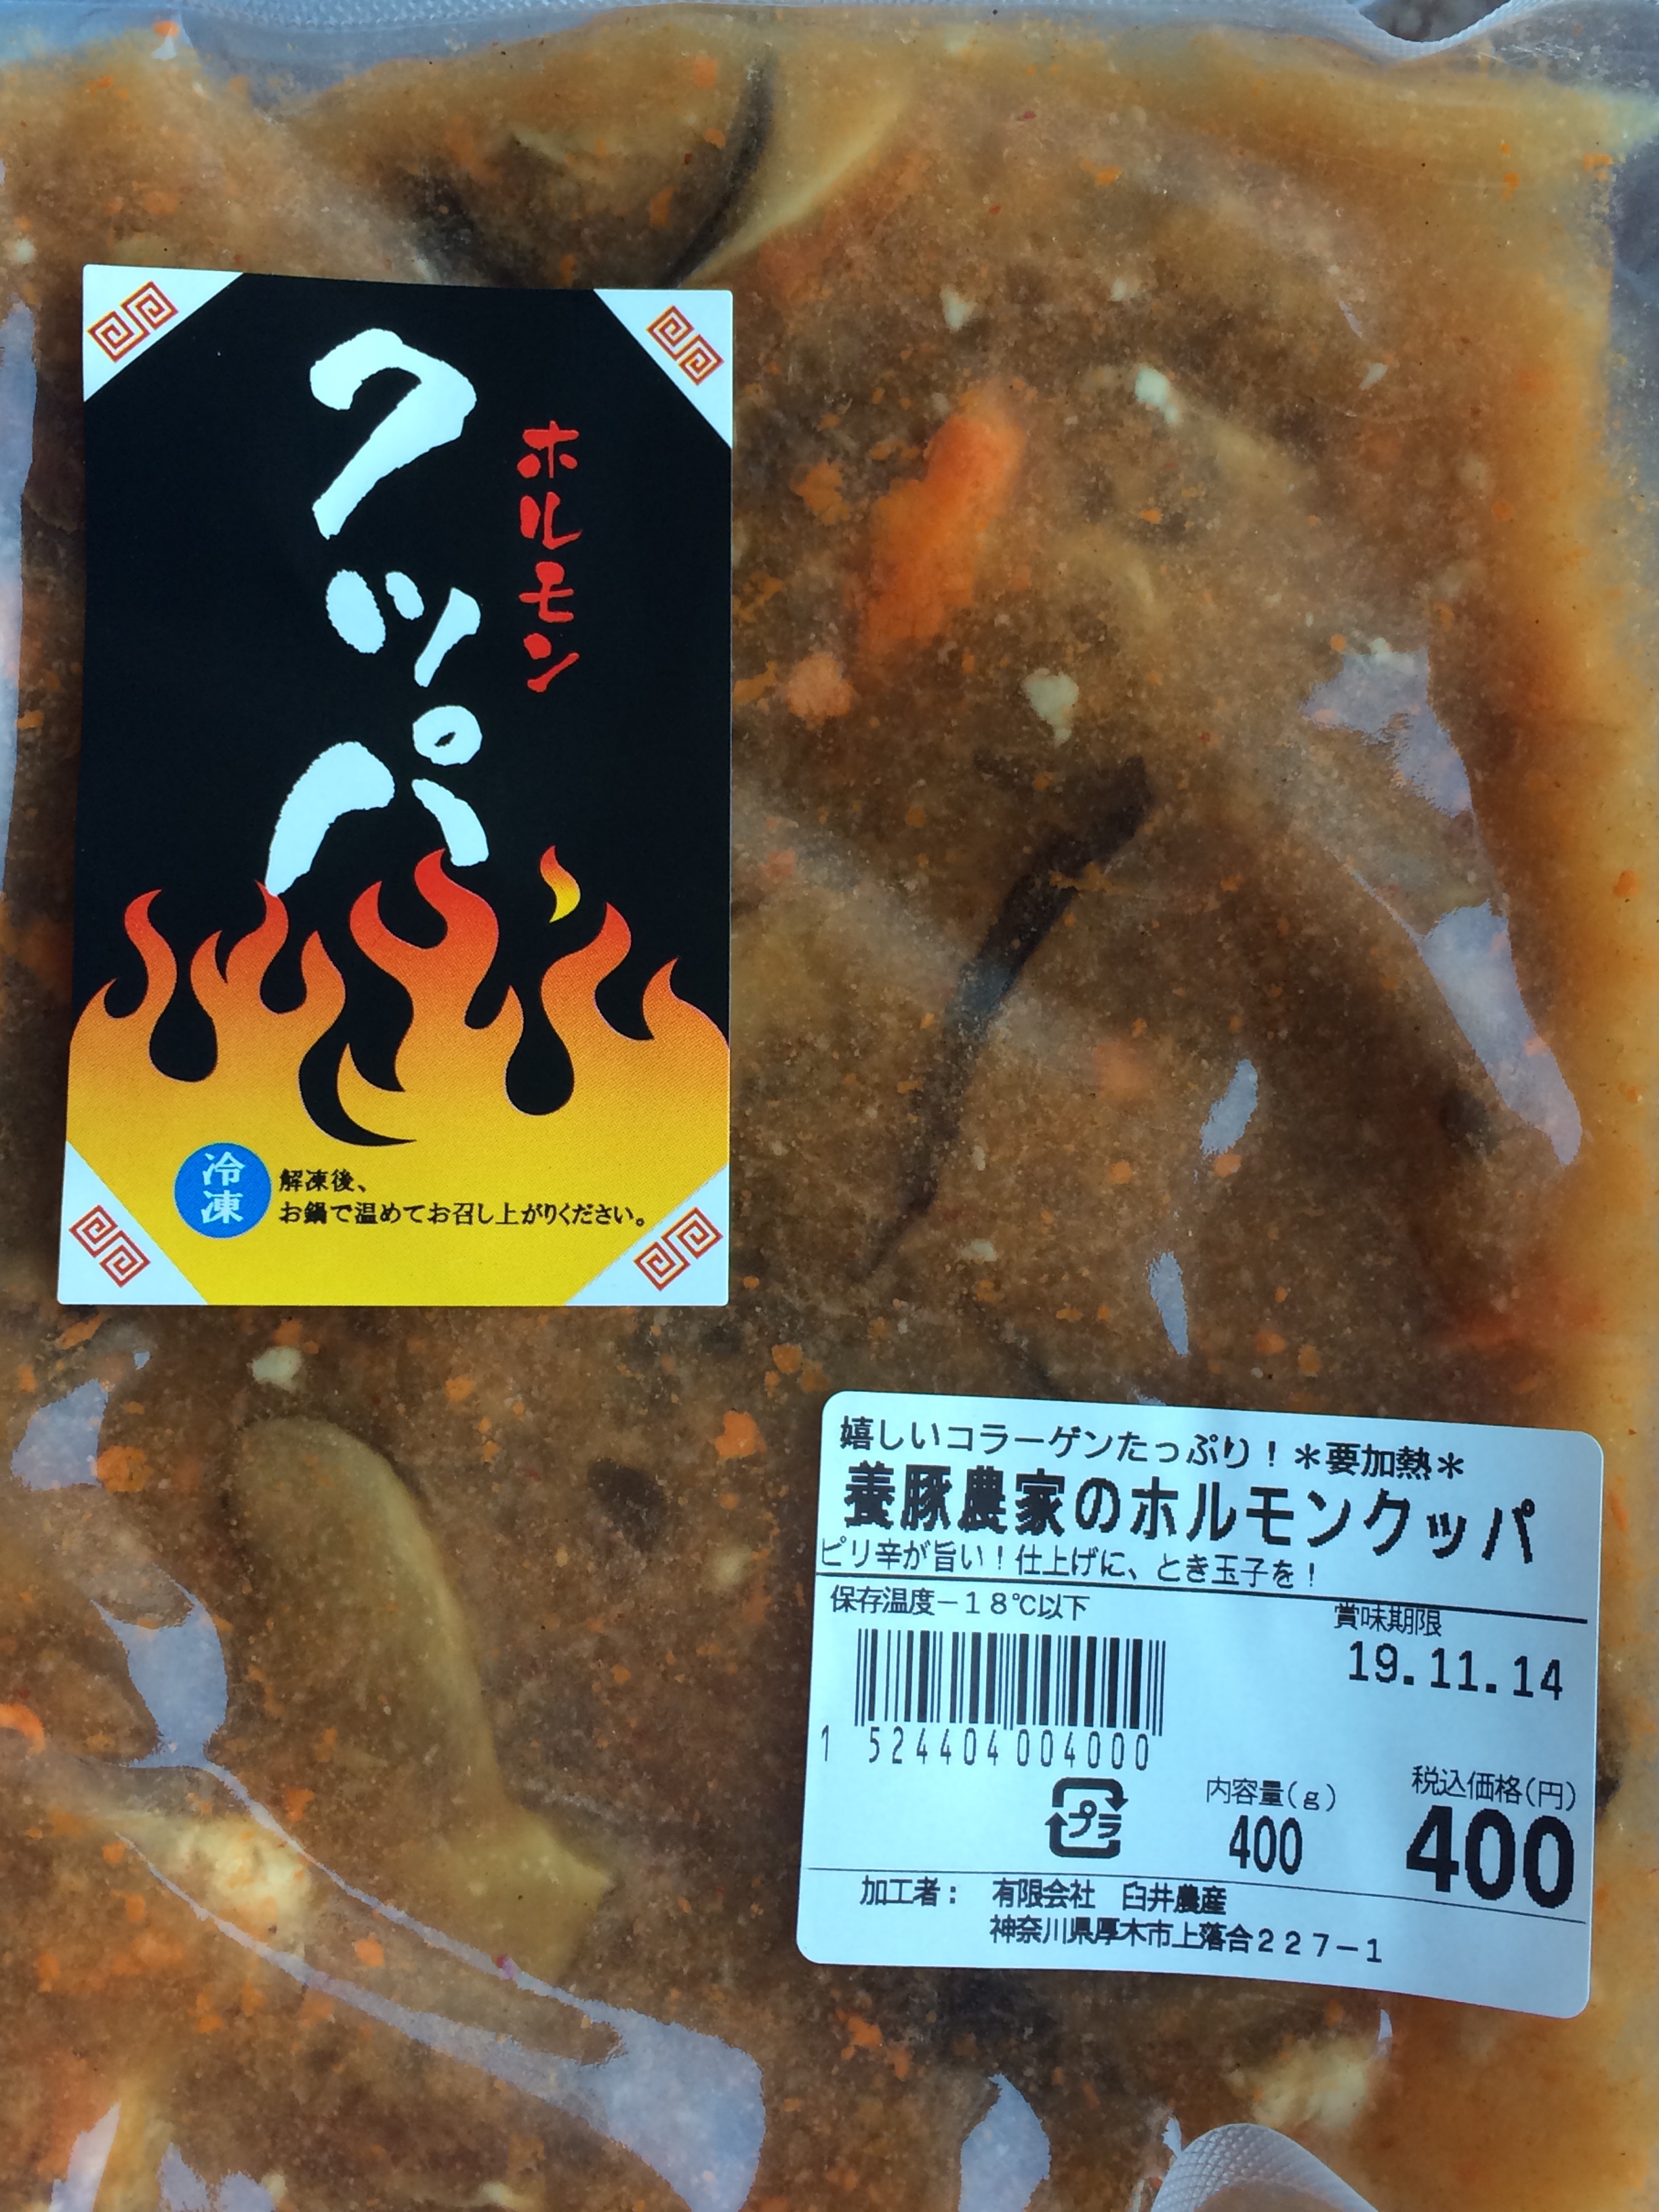 ホルモン
クッパ
冷凍
解凍後、
お鍋で温めてお召し上がりください。
嬉しいコラーゲンたっぷり！＊要加熱＊
養豚農家のホルモンクッパ
ピリ辛が旨い！仕上げに、とき玉子を！
保存温度－１８℃以下
賞味期限
19.11.14
1 524404 004000
プラ
内容量(g)
400
税込価格(円)
400
加工者： 有限会社 臼井農産
神奈川県厚木市上落合２２７－１